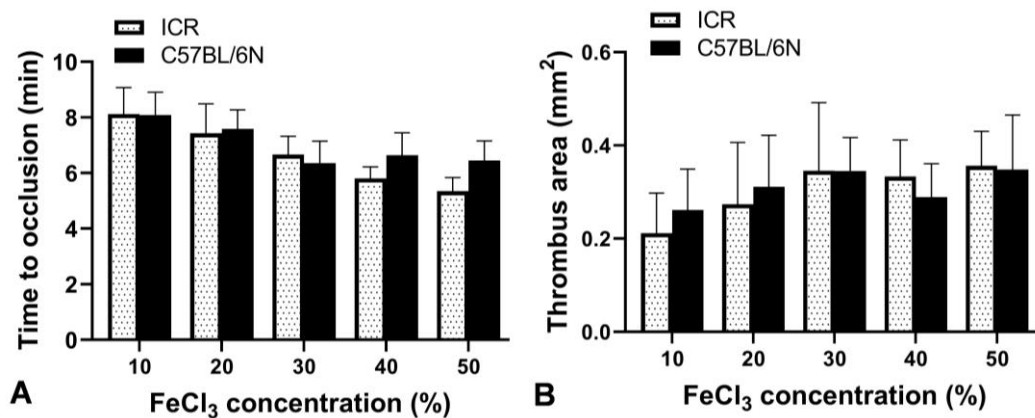 ICR
C57BL/6N
Time to occlusion (min)
10
8
6
4
2
0
10 20 30 40 50
FeCl₃ concentration (%)
A
ICR
C57BL/6N
Thrombus area (mm²)
0.6
0.4
0.2
0.0
10 20 30 40 50
FeCl₃ concentration (%)
B